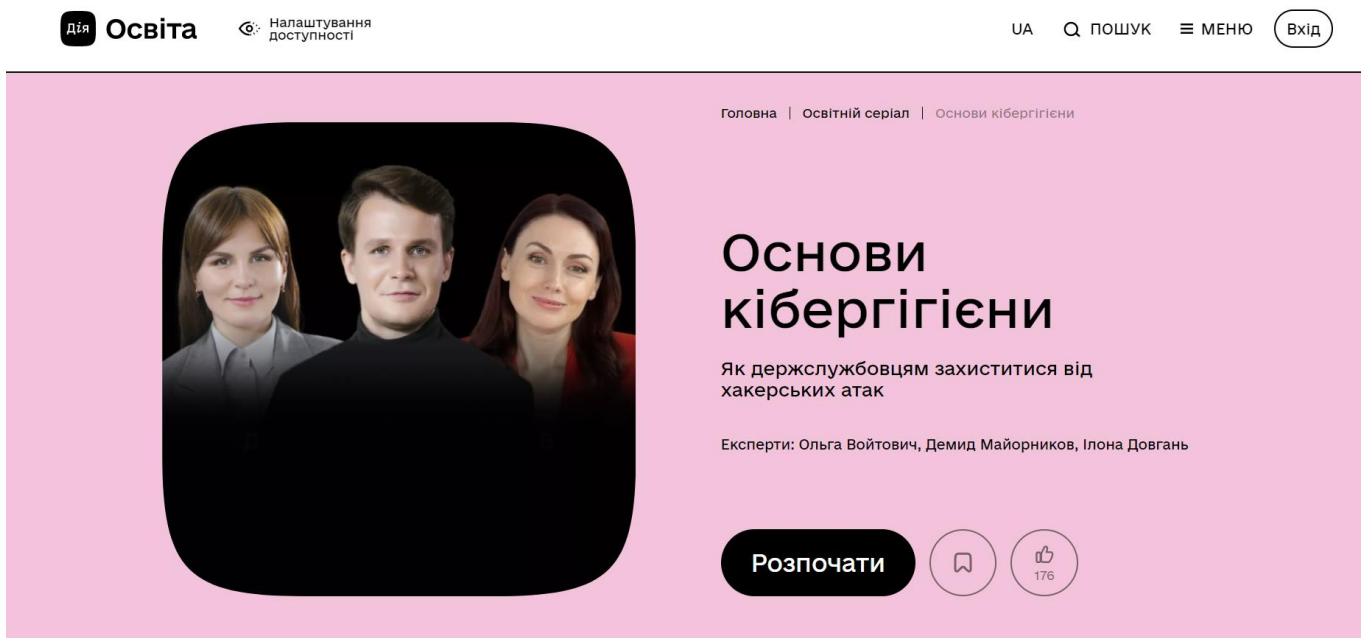 Дія Освіта
Налаштування
доступності
UA ПОШУК МЕНЮ Вхід
Головна | Освітній серіал | Основи кібергігієни
Основи
кібергігієни
Як держслужбовцям захиститися від
хакерських атак
Експерти: Ольга Войтович, Демид Майорников, Ілона Довгань
Розпочати
176